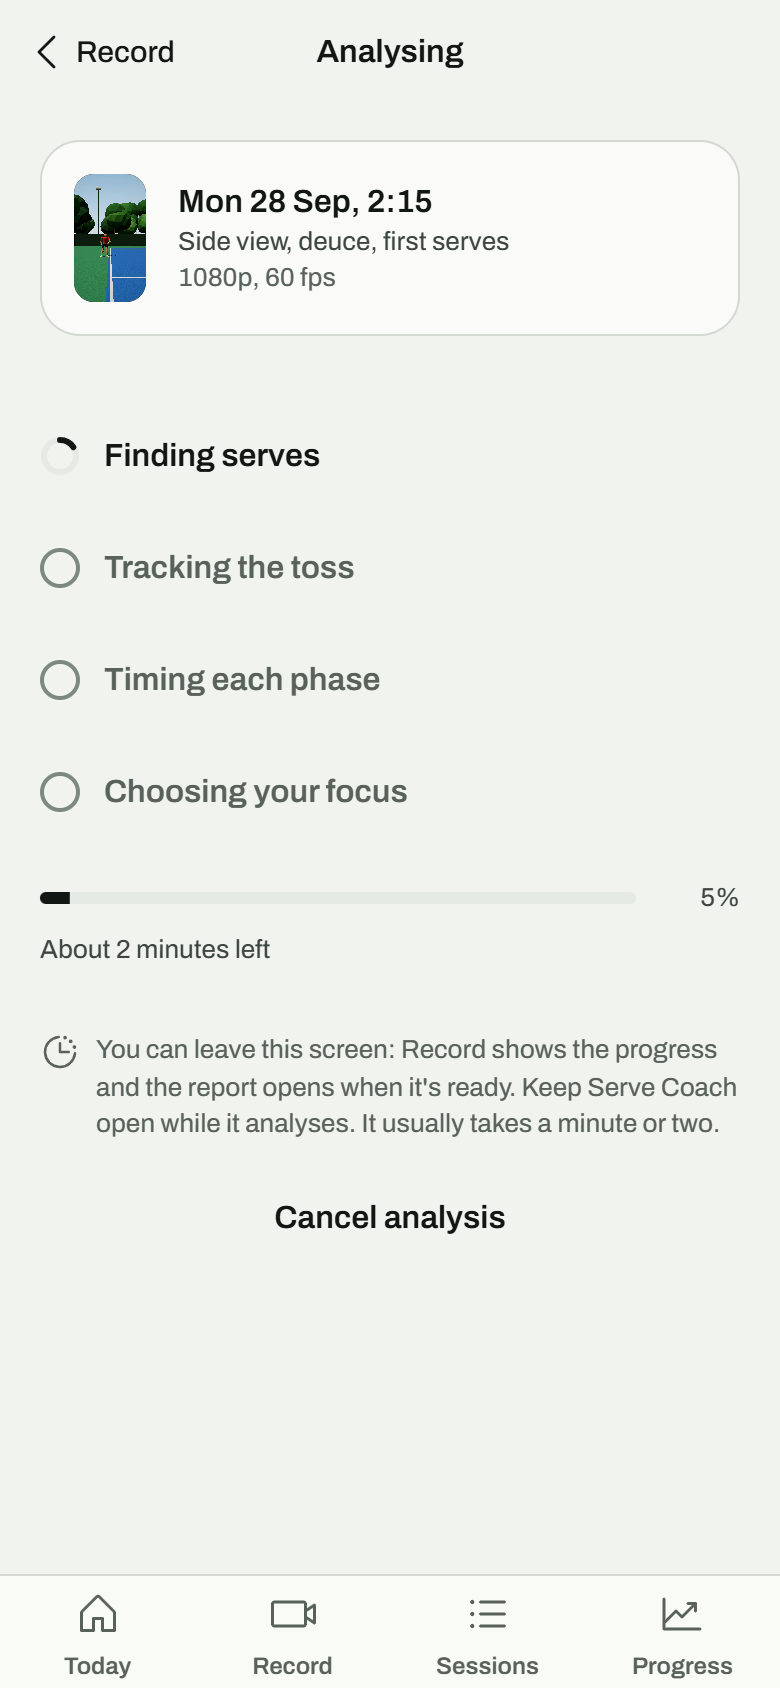 Record
Analysing
Mon 28 Sep, 2:15
Side view, deuce, first serves
1080p, 60 fps
Finding serves
Tracking the toss
Timing each phase
Choosing your focus
5%
About 2 minutes left
You can leave this screen: Record shows the progress
and the report opens when it's ready. Keep Serve Coach
open while it analyses. It usually takes a minute or two.
Cancel analysis
Today
Record
Sessions
Progress